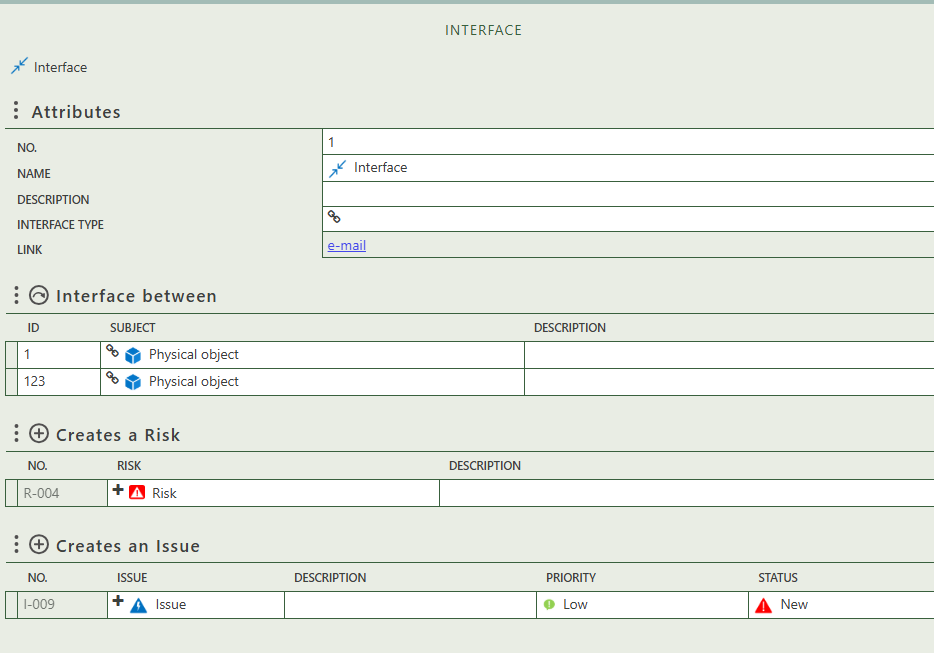 INTERFACE
Interface
Attributes
NO. 1
NAME Interface
DESCRIPTION
INTERFACE TYPE
LINK e-mail
Interface between
ID SUBJECT DESCRIPTION
1 Physical object
123 Physical object
Creates a Risk
NO. RISK DESCRIPTION
R-004 Risk
Creates an Issue
NO. ISSUE DESCRIPTION PRIORITY STATUS
I-009 Issue Low New